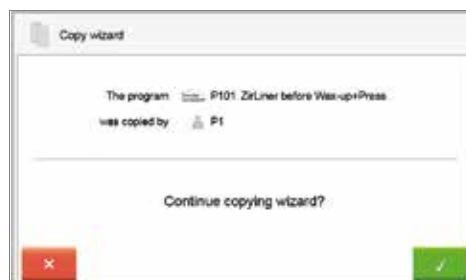 Copy wizard
The program P101 ZirLiner before Wax-up+Press
was copied by P1
Continue copying wizard?